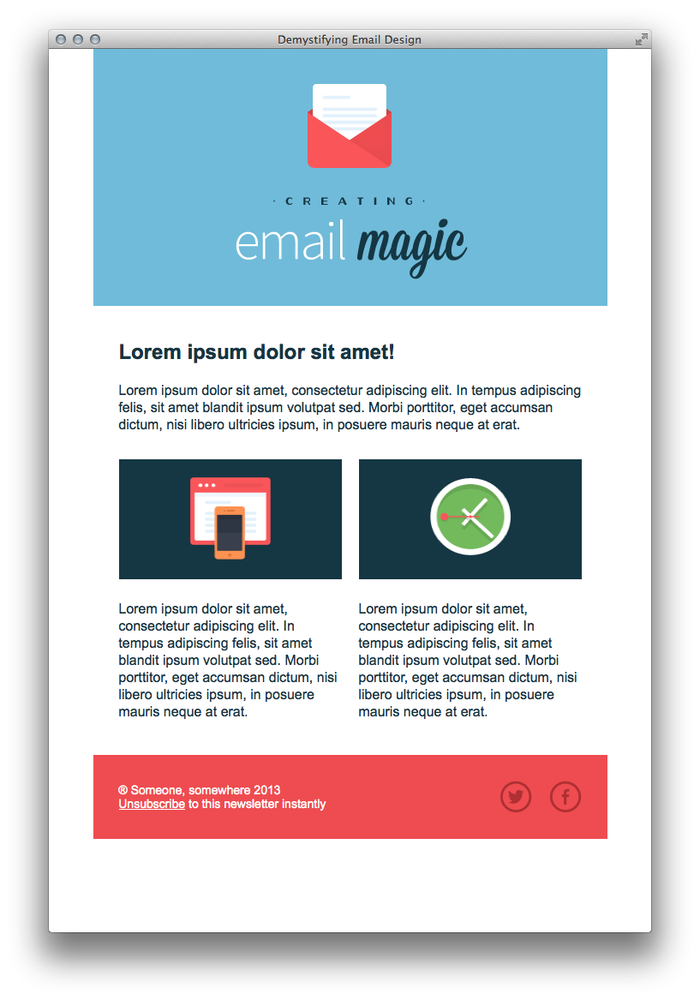 Demystifying Email Design
· CREATING ·
email magic
Lorem ipsum dolor sit amet!
Lorem ipsum dolor sit amet, consectetur adipiscing elit. In tempus adipiscing
felis, sit amet blandit ipsum volutpat sed. Morbi porttitor, eget accumsan
dictum, nisi libero ultricies ipsum, in posuere mauris neque at erat.
Lorem ipsum dolor sit amet,
consectetur adipiscing elit. In
tempus adipiscing felis, sit amet
blandit ipsum volutpat sed. Morbi
porttitor, eget accumsan dictum, nisi
libero ultricies ipsum, in posuere
mauris neque at erat.
Lorem ipsum dolor sit amet,
consectetur adipiscing elit. In
tempus adipiscing felis, sit amet
blandit ipsum volutpat sed. Morbi
porttitor, eget accumsan dictum, nisi
libero ultricies ipsum, in posuere
mauris neque at erat.
® Someone, somewhere 2013
Unsubscribe to this newsletter instantly